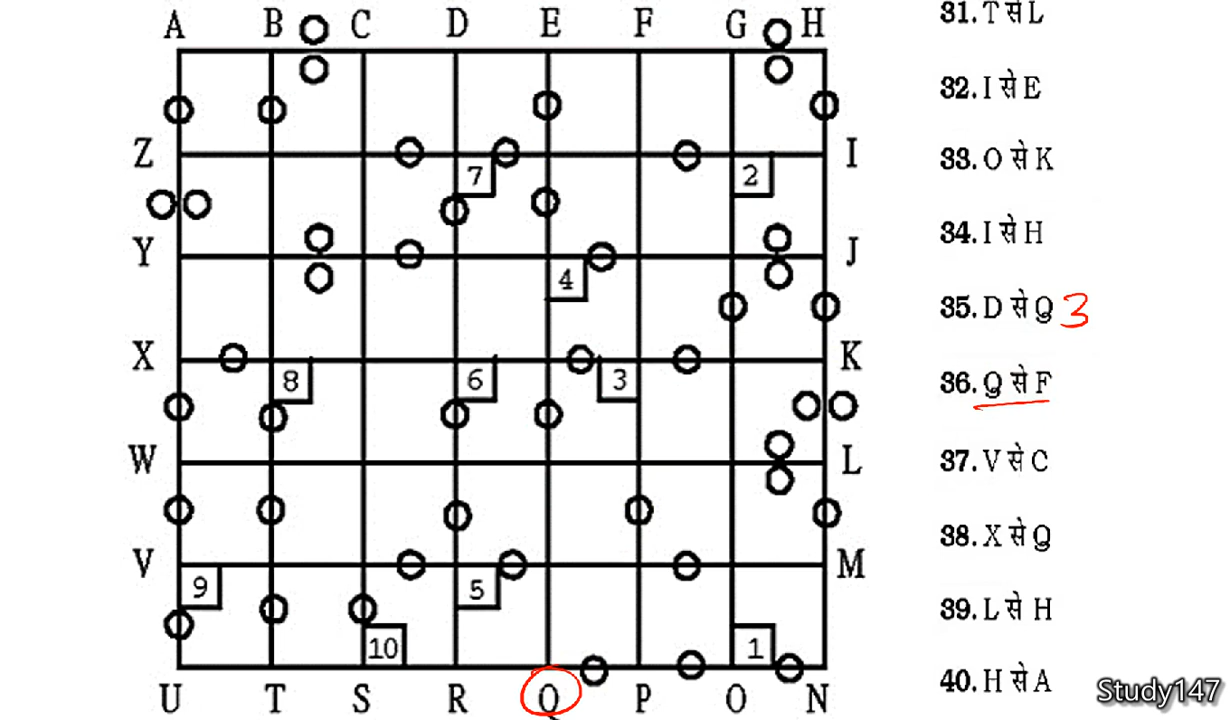 A B C D E F G H
Z I
7 2
Y J
4
X K
8 6 3
W L
V M
9 5
10 1
U T S R Q P O N
31. T से L
32. I से E
33. O से K
34. I से H
35. D से Q 3
36. Q से F
37. V से C
38. X से Q
39. L से H
40. H से A
Study147